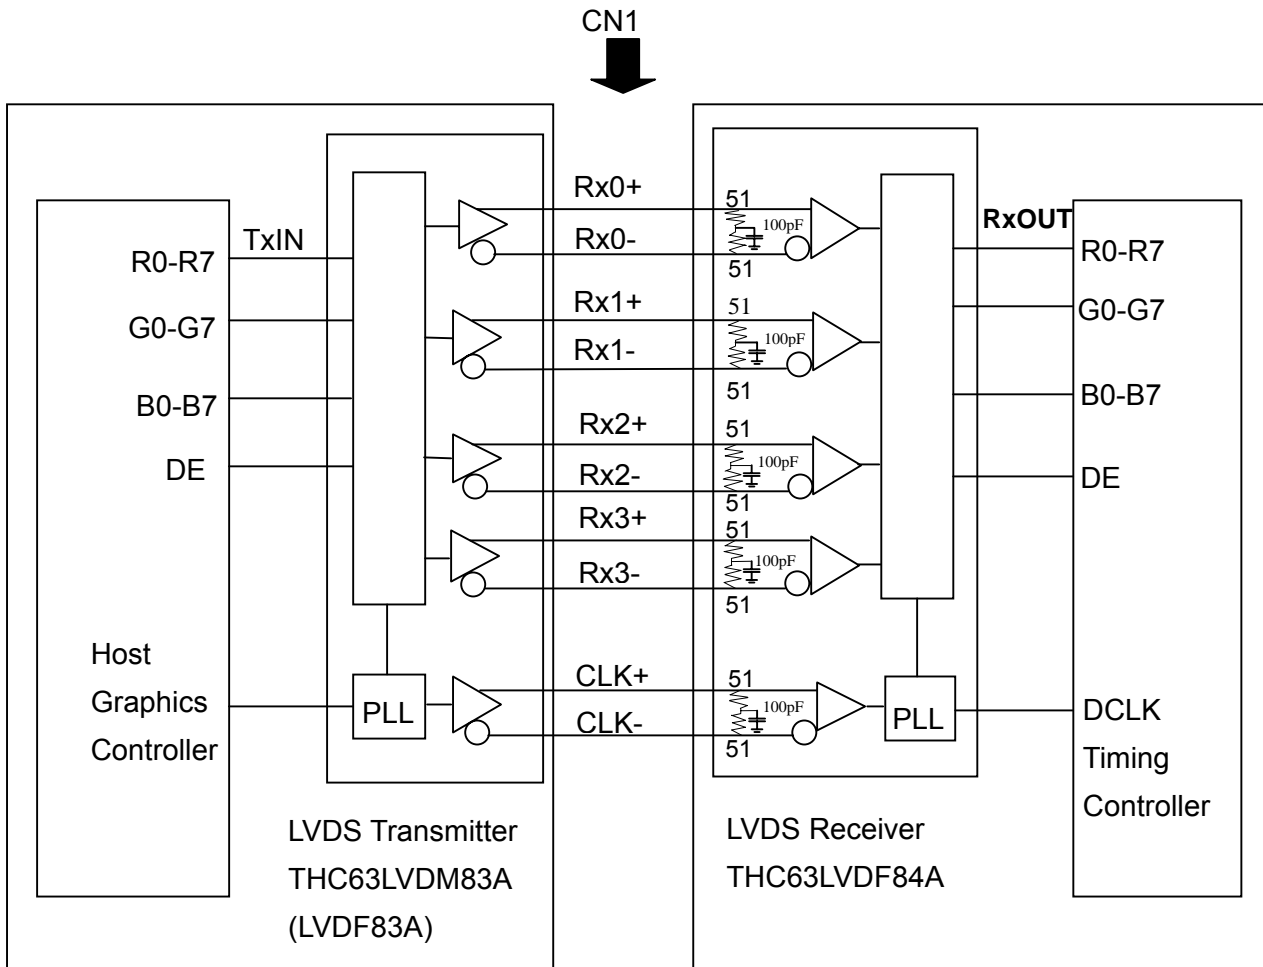 CN1
TxIN
R0-R7
G0-G7
B0-B7
DE
Host
Graphics
Controller
PLL
LVDS Transmitter
THC63LVDM83A
(LVDF83A)
Rx0+
Rx0-
Rx1+
Rx1-
Rx2+
Rx2-
Rx3+
Rx3-
CLK+
CLK-
51
100pF
51
51
100pF
51
51
100pF
51
51
100pF
51
51
100pF
51
PLL
LVDS Receiver
THC63LVDF84A
RxOUT
R0-R7
G0-G7
B0-B7
DE
DCLK
Timing
Controller